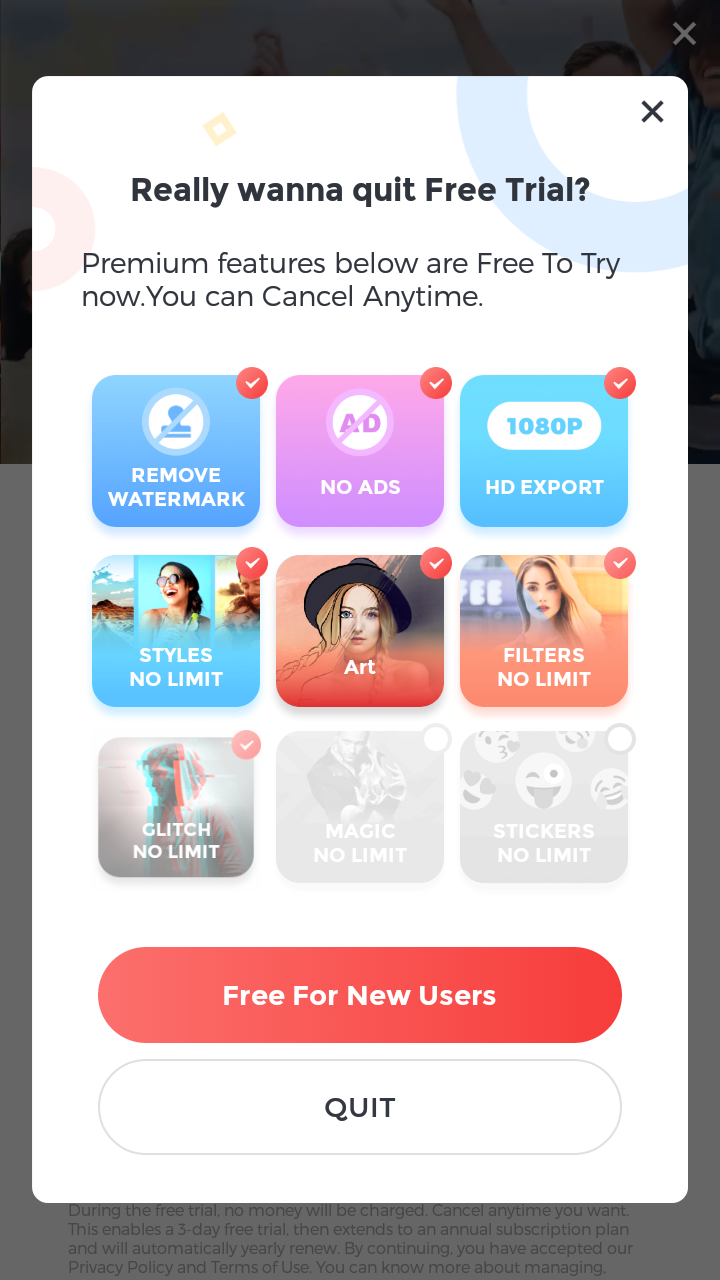 Really wanna quit Free Trial?
Premium features below are Free To Try
now.You can Cancel Anytime.
AD
1080P
REMOVE
WATERMARK
NO ADS
HD EXPORT
STYLES
NO LIMIT
Art
FILTERS
NO LIMIT
GLITCH
NO LIMIT
MAGIC
NO LIMIT
STICKERS
NO LIMIT
Free For New Users
QUIT
During the free trial, no money will be charged. Cancel anytime you want.
This enables a 3-day free trial, then extends to an annual subscription plan
and will automatically yearly renew. By continuing, you have accepted our
Privacy Policy and Terms of Use. You can know more about managing,